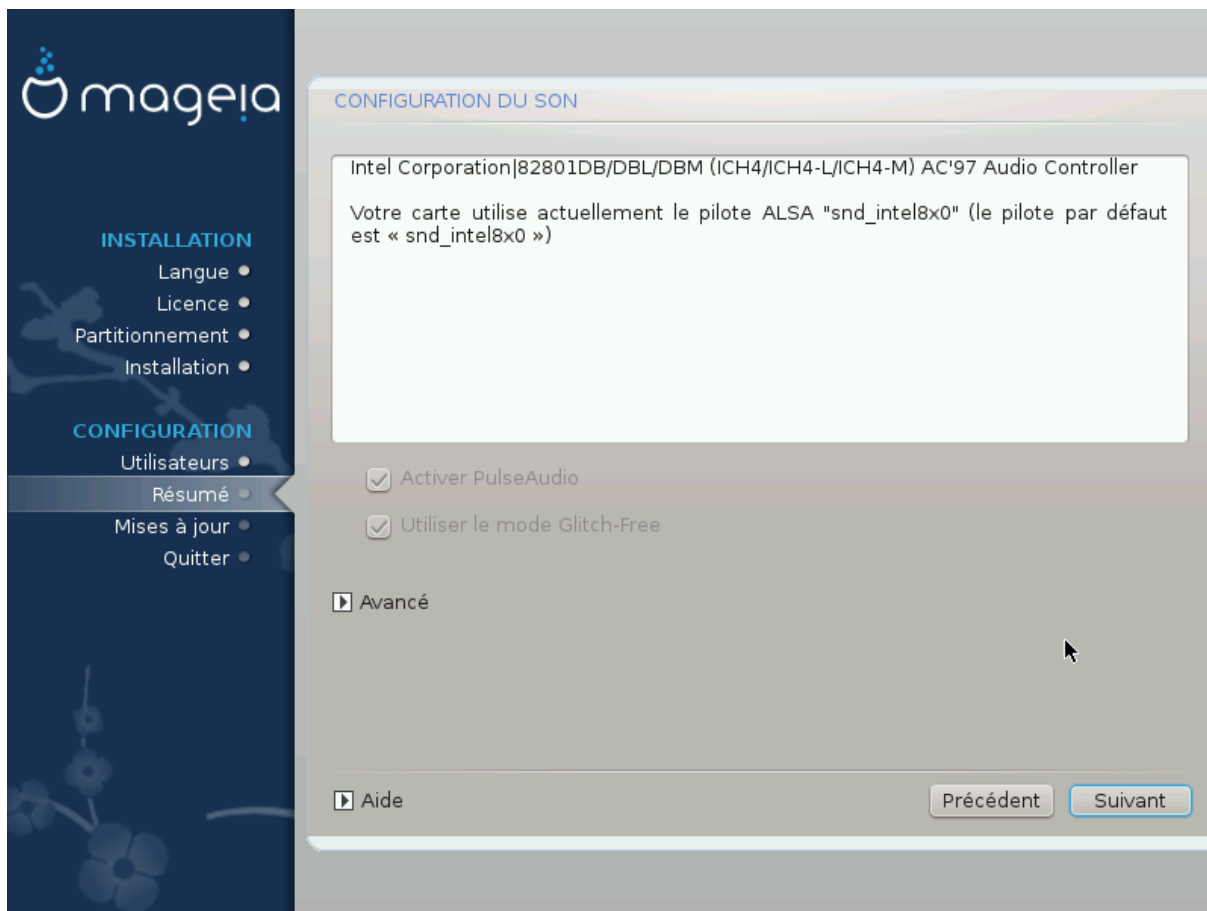 mageia
INSTALLATION
Langue
Licence
Partitionnement
Installation
CONFIGURATION
Utilisateurs
Résumé
Mises à jour
Quitter
CONFIGURATION DU SON
Intel Corporation|82801DB/DBL/DBM (ICH4/ICH4-L/ICH4-M) AC'97 Audio Controller
Votre carte utilise actuellement le pilote ALSA "snd_intel8x0" (le pilote par défaut
est « snd_intel8x0 »)
Activer PulseAudio
Utiliser le mode Glitch-Free
Avancé
Aide
Précédent
Suivant